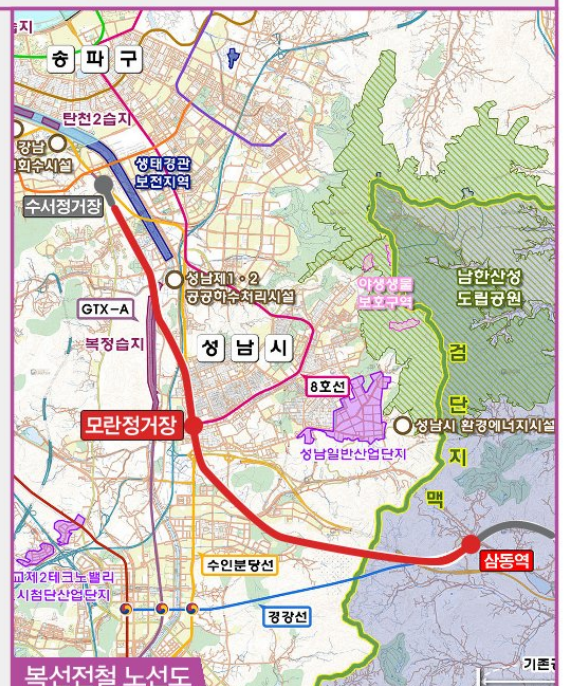 습지
송파구
탄천2습지
강남
회수시설
생태경관
보전지역
수서정거장
성남제1·2
공공하수처리시설
야생생물
보호구역
남한산성
도립공원
GTX-A
복정습지
성남시
검단지맥
8호선
모란정거장
성남시 환경에너지시설
성남일반산업단지
수인분당선
삼동역
교제2테크노밸리
시첨단산업단지
경강선
복선전철 노선도
기존